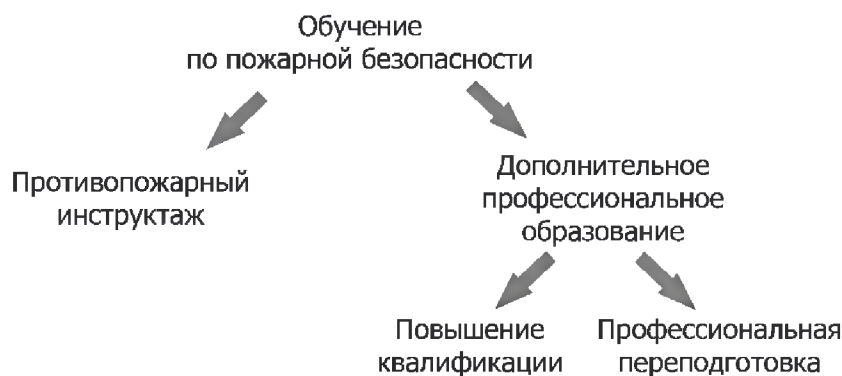 Обучение
по пожарной безопасности
Противопожарный
инструктаж
Дополнительное
профессиональное
образование
Повышение
квалификации
Профессиональная
переподготовка